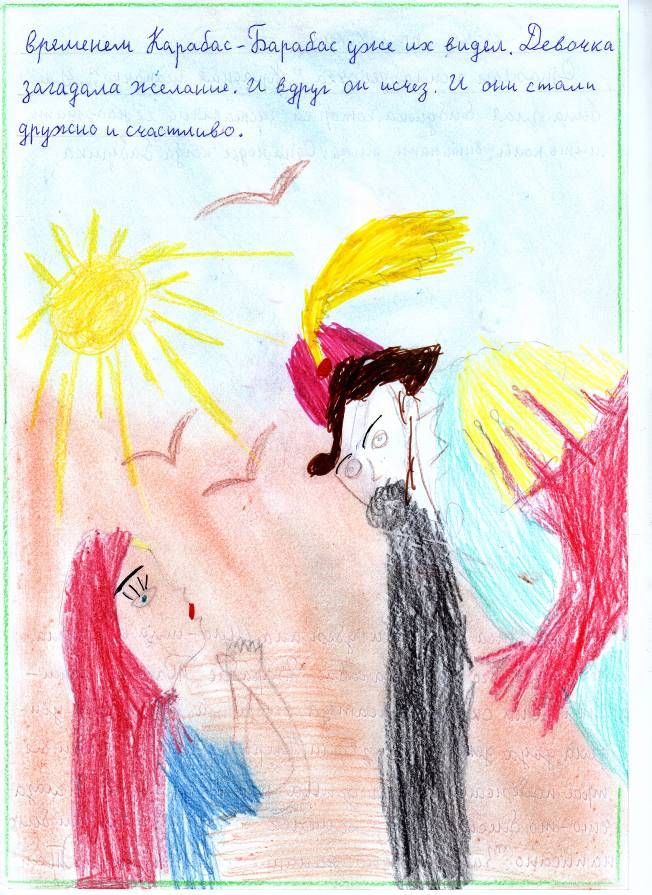 временем Карабас-Барабас уже их видел. Девочка
загадала желание. И вдруг он исчез. И они стали
дружно и счастливо.